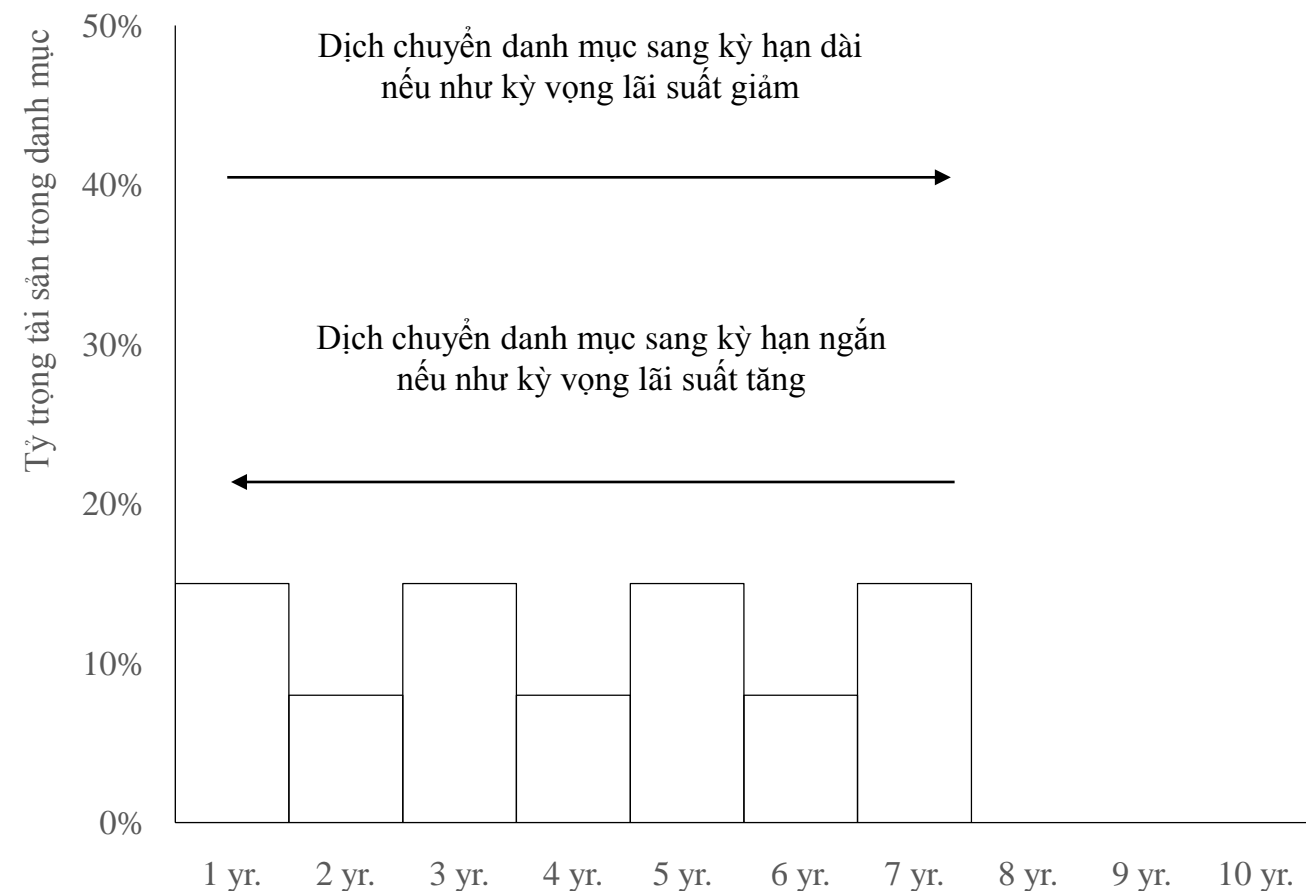 Tỷ trọng tài sản trong danh mục
50%
40%
30%
20%
10%
0%
Dịch chuyển danh mục sang kỳ hạn dài
nếu như kỳ vọng lãi suất giảm
Dịch chuyển danh mục sang kỳ hạn ngắn
nếu như kỳ vọng lãi suất tăng
1 yr. 2 yr. 3 yr. 4 yr. 5 yr. 6 yr. 7 yr. 8 yr. 9 yr. 10 yr.